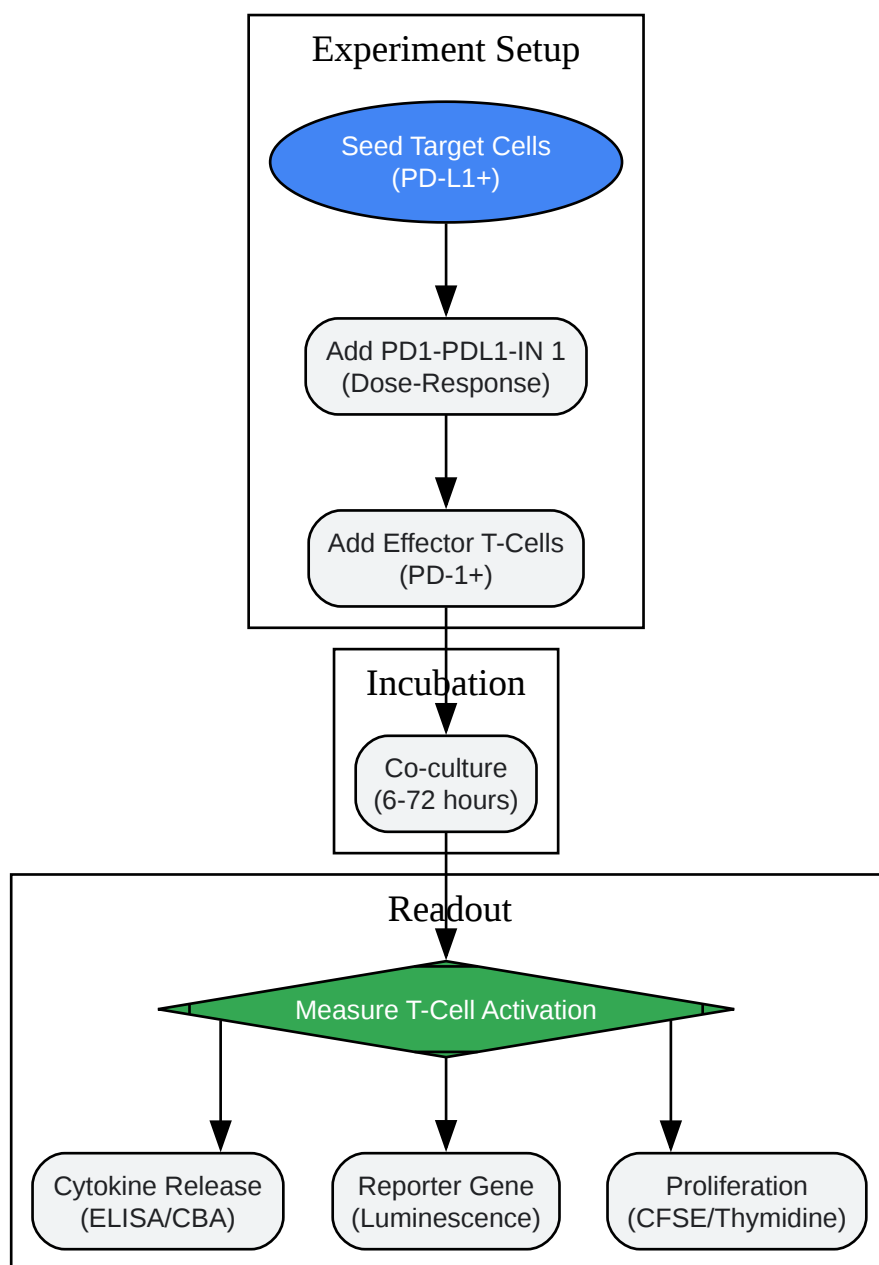 Experiment Setup
Seed Target Cells
(PD-L1+)
Add PD1-PDL1-IN 1
(Dose-Response)
Add Effector T-Cells
(PD-1+)
Incubation
Co-culture
(6-72 hours)
Readout
Measure T-Cell Activation
Cytokine Release
(ELISA/CBA)
Reporter Gene
(Luminescence)
Proliferation
(CFSE/Thymidine)